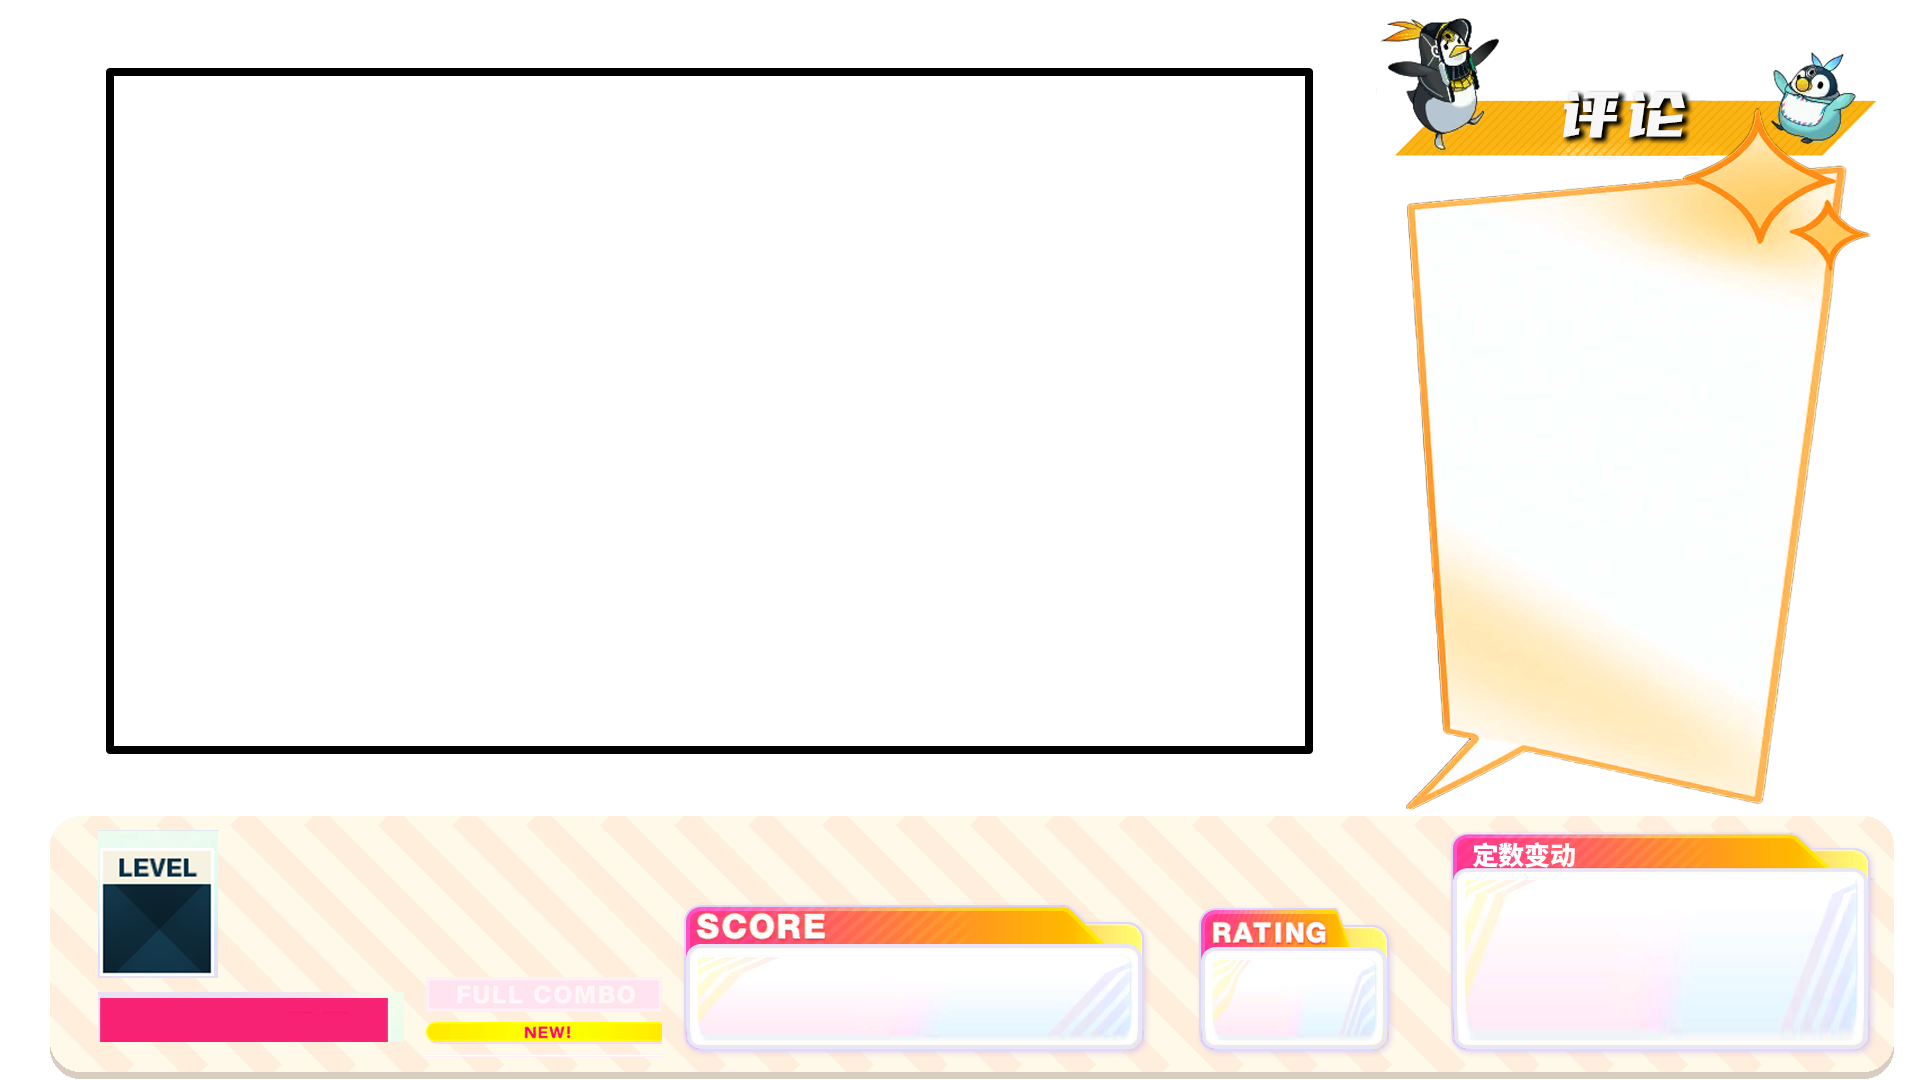 评论
LEVEL
定数变动
SCORE
RATING
FULL COMBO
NEW!